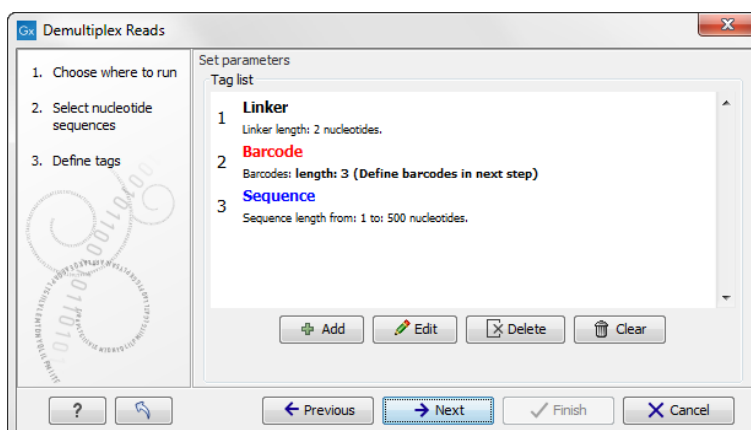 Gx Demultiplex Reads
1. Choose where to run
2. Select nucleotide
sequences
3. Define tags
Set parameters
Tag list
1 Linker
Linker length: 2 nucleotides.
2 Barcode
Barcodes: length: 3 (Define barcodes in next step)
3 Sequence
Sequence length from: 1 to: 500 nucleotides.
Add Edit Delete Clear
? Previous Next Finish Cancel